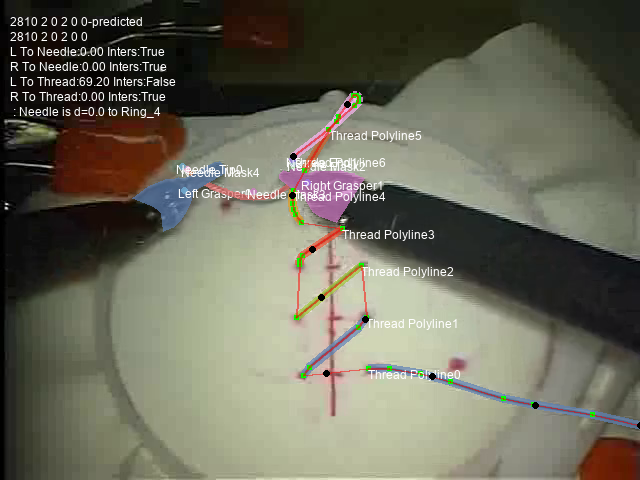 2810 2 0 2 0 0-predicted
2810 2 0 2 0 0
L To Needle:0.00 Inters:True
R To Needle:0.00 Inters:True
L To Thread:69.20 Inters:False
R To Thread:0.00 Inters:True
: Needle is d=0.0 to Ring_4
Thread Polyline5
Needle Tip0
Needle Mask4
Polyline6
Needle Mask2
Right Grasper1
Left Grasper
Needle
Thread Polyline4
Thread Polyline3
Thread Polyline2
Thread Polyline1
Thread Polyline0